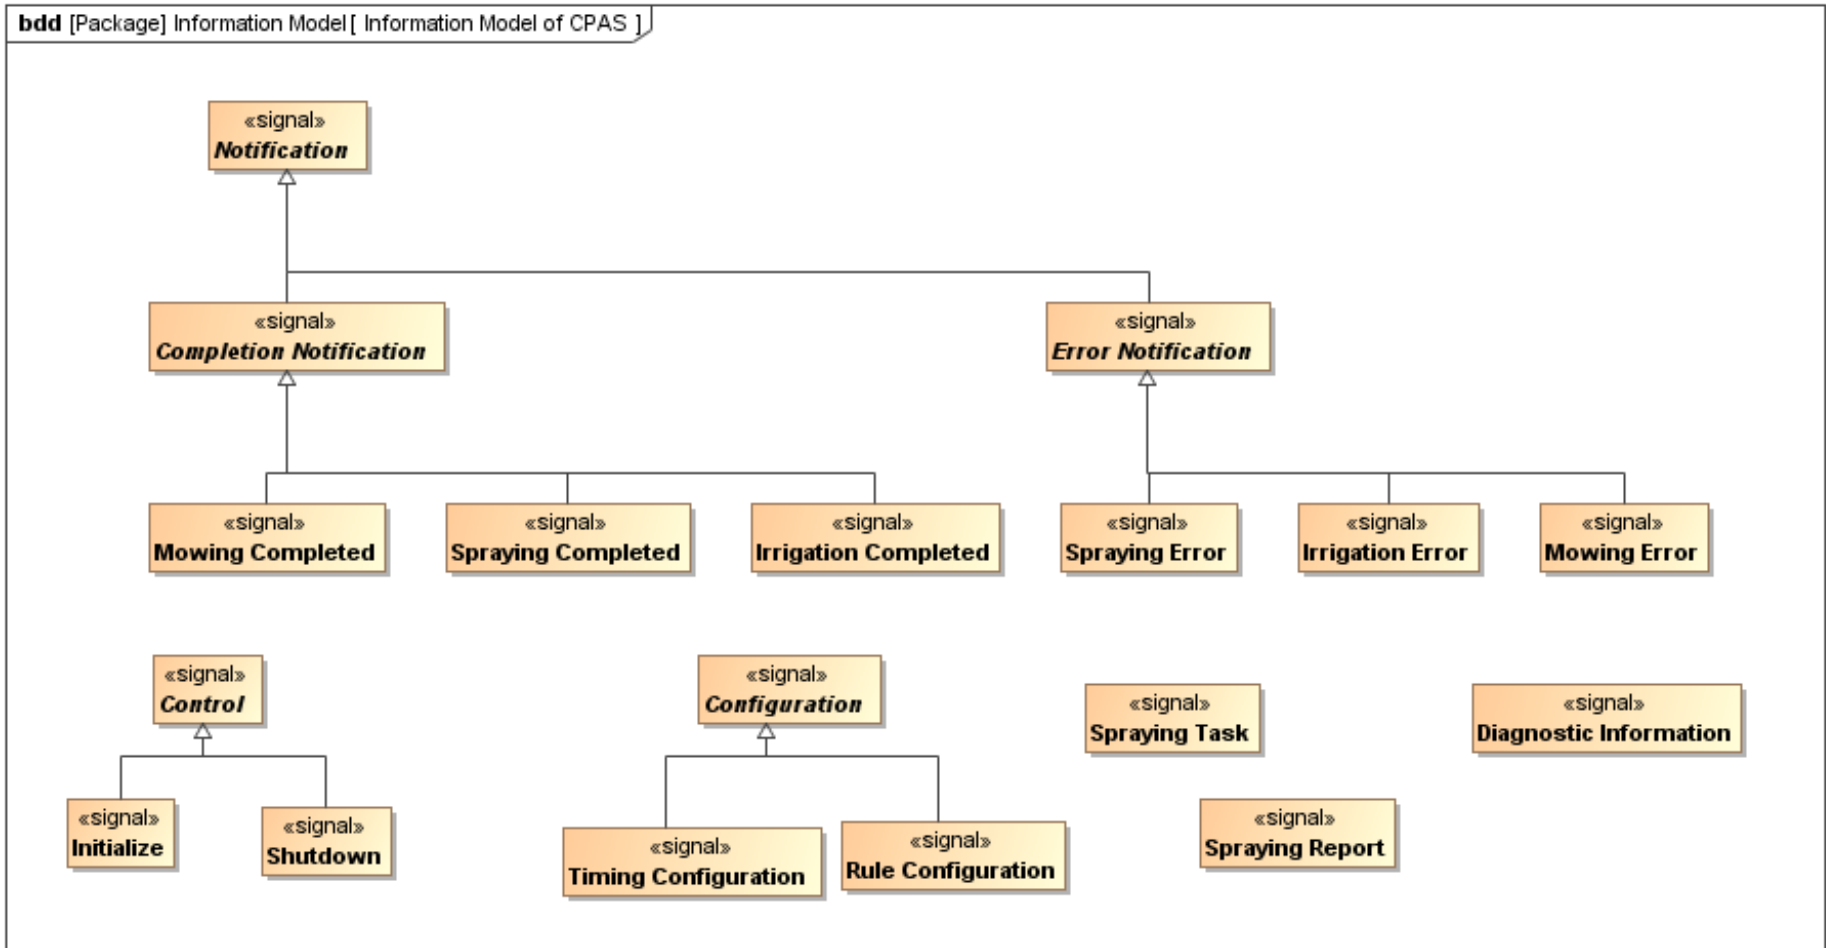 bdd [Package] Information Model [ Information Model of CPAS ]
«signal»
Notification
«signal»
Completion Notification
«signal»
Error Notification
«signal»
Mowing Completed
«signal»
Spraying Completed
«signal»
Irrigation Completed
«signal»
Spraying Error
«signal»
Irrigation Error
«signal»
Mowing Error
«signal»
Control
«signal»
Configuration
«signal»
Spraying Task
«signal»
Diagnostic Information
«signal»
Initialize
«signal»
Shutdown
«signal»
Timing Configuration
«signal»
Rule Configuration
«signal»
Spraying Report